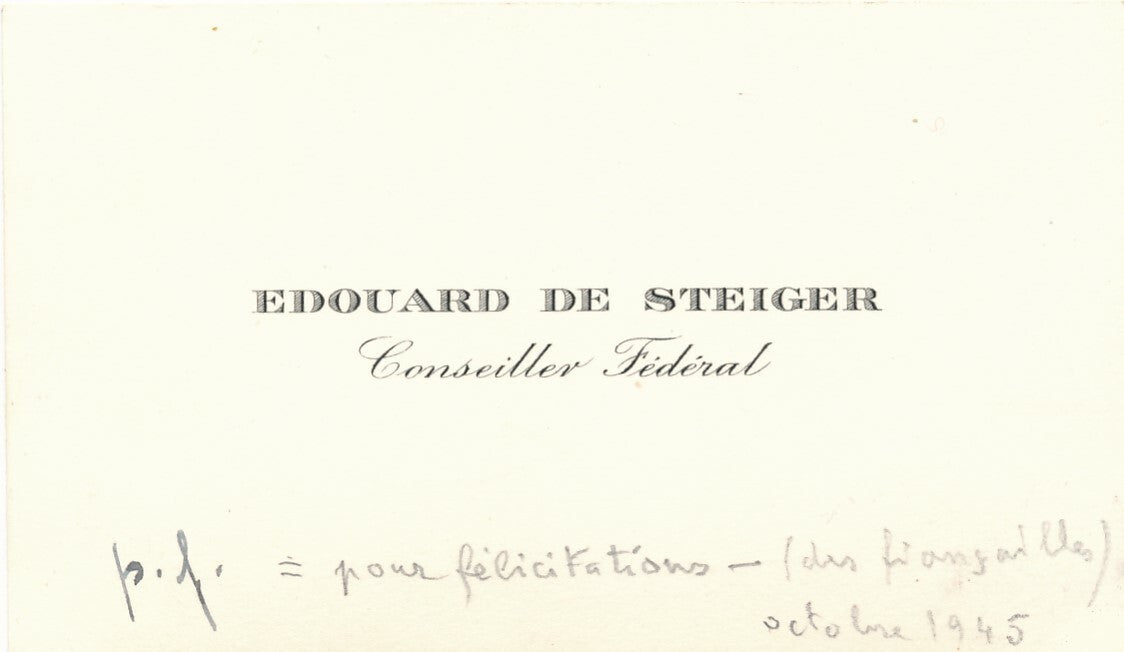 EDOUARD DE STEIGER
Conseiller Fédéral
p.f. = pour félicitations – (des fiançailles)
octobre 1945